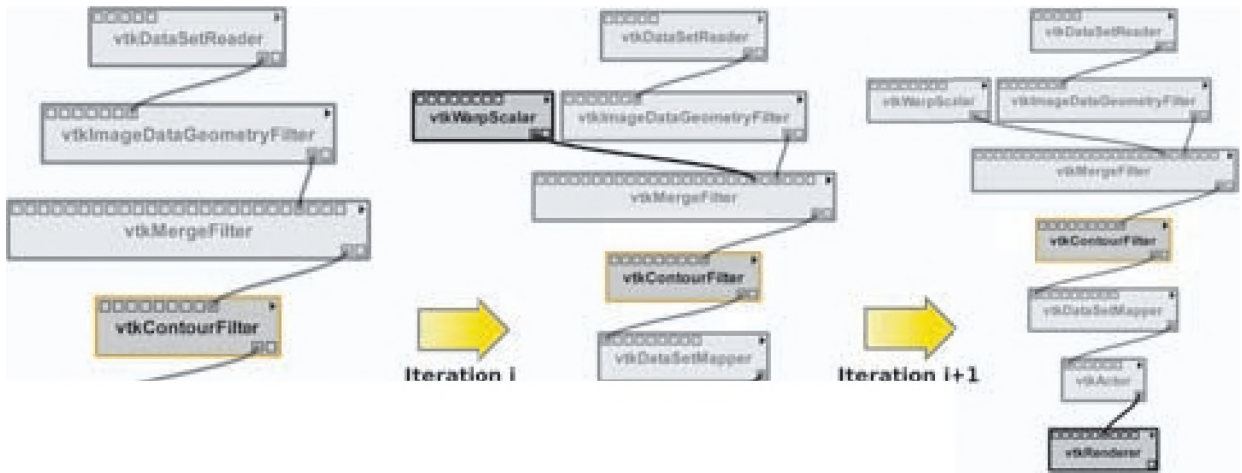 vtkDataSetReader
vtkImageDataGeometryFilter
vtkMergeFilter
vtkContourFilter
Iteration i
vtkDataSetReader
vtkWarpScalar
vtkImageDataGeometryFilter
vtkMergeFilter
vtkContourFilter
vtkDataSetMapper
Iteration i+1
vtkDataSetReader
vtkWarpScalar
vtkImageDataGeometryFilter
vtkMergeFilter
vtkContourFilter
vtkDataSetMapper
vtkActor
vtkRenderer